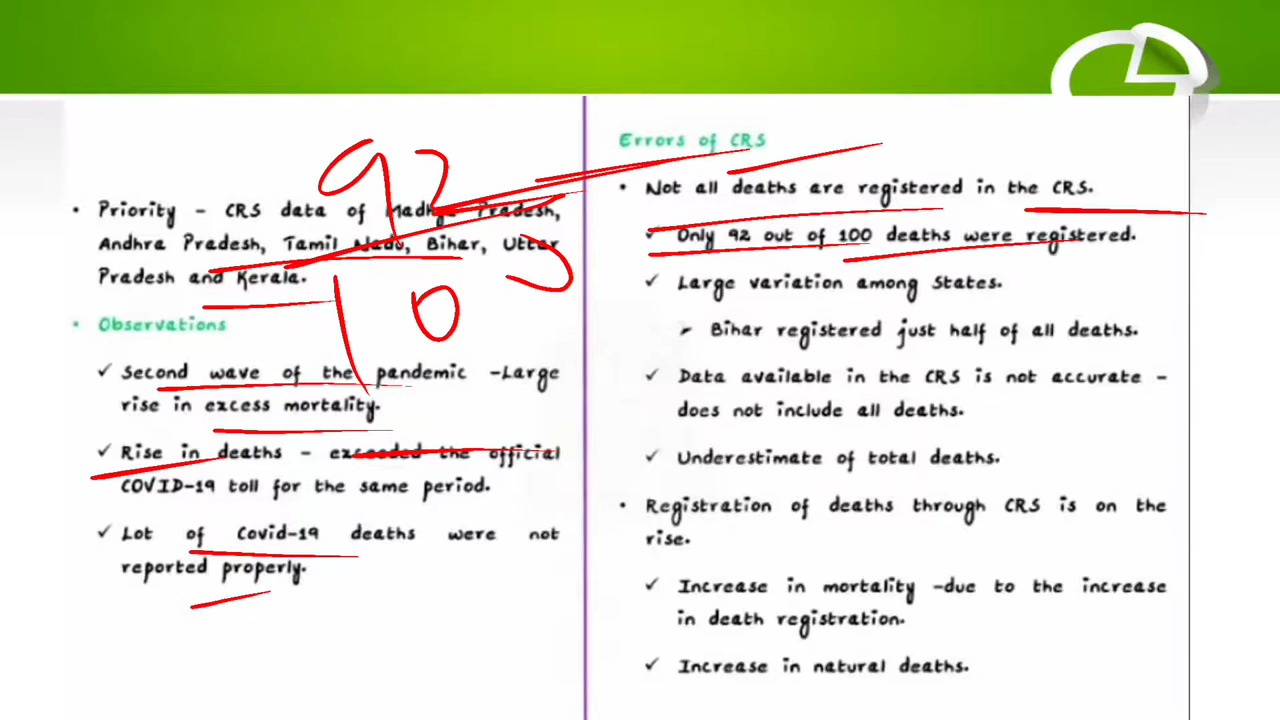 • Priority - CRS data of Madhya Pradesh,
Andhra Pradesh, Tamil Nadu, Bihar, Uttar
Pradesh and Kerala.
• Observations
✓ Second wave of the pandemic -Large
rise in excess mortality.
✓ Rise in deaths - exceeded the official
COVID-19 toll for the same period.
✓ Lot of Covid-19 deaths were not
reported properly.
92
100
Errors of CRS
• Not all deaths are registered in the CRS.
✓ Only 92 out of 100 deaths were registered.
✓ Large variation among States.
➤ Bihar registered just half of all deaths.
✓ Data available in the CRS is not accurate -
does not include all deaths.
✓ Underestimate of total deaths.
• Registration of deaths through CRS is on the
rise.
✓ Increase in mortality -due to the increase
in death registration.
✓ Increase in natural deaths.